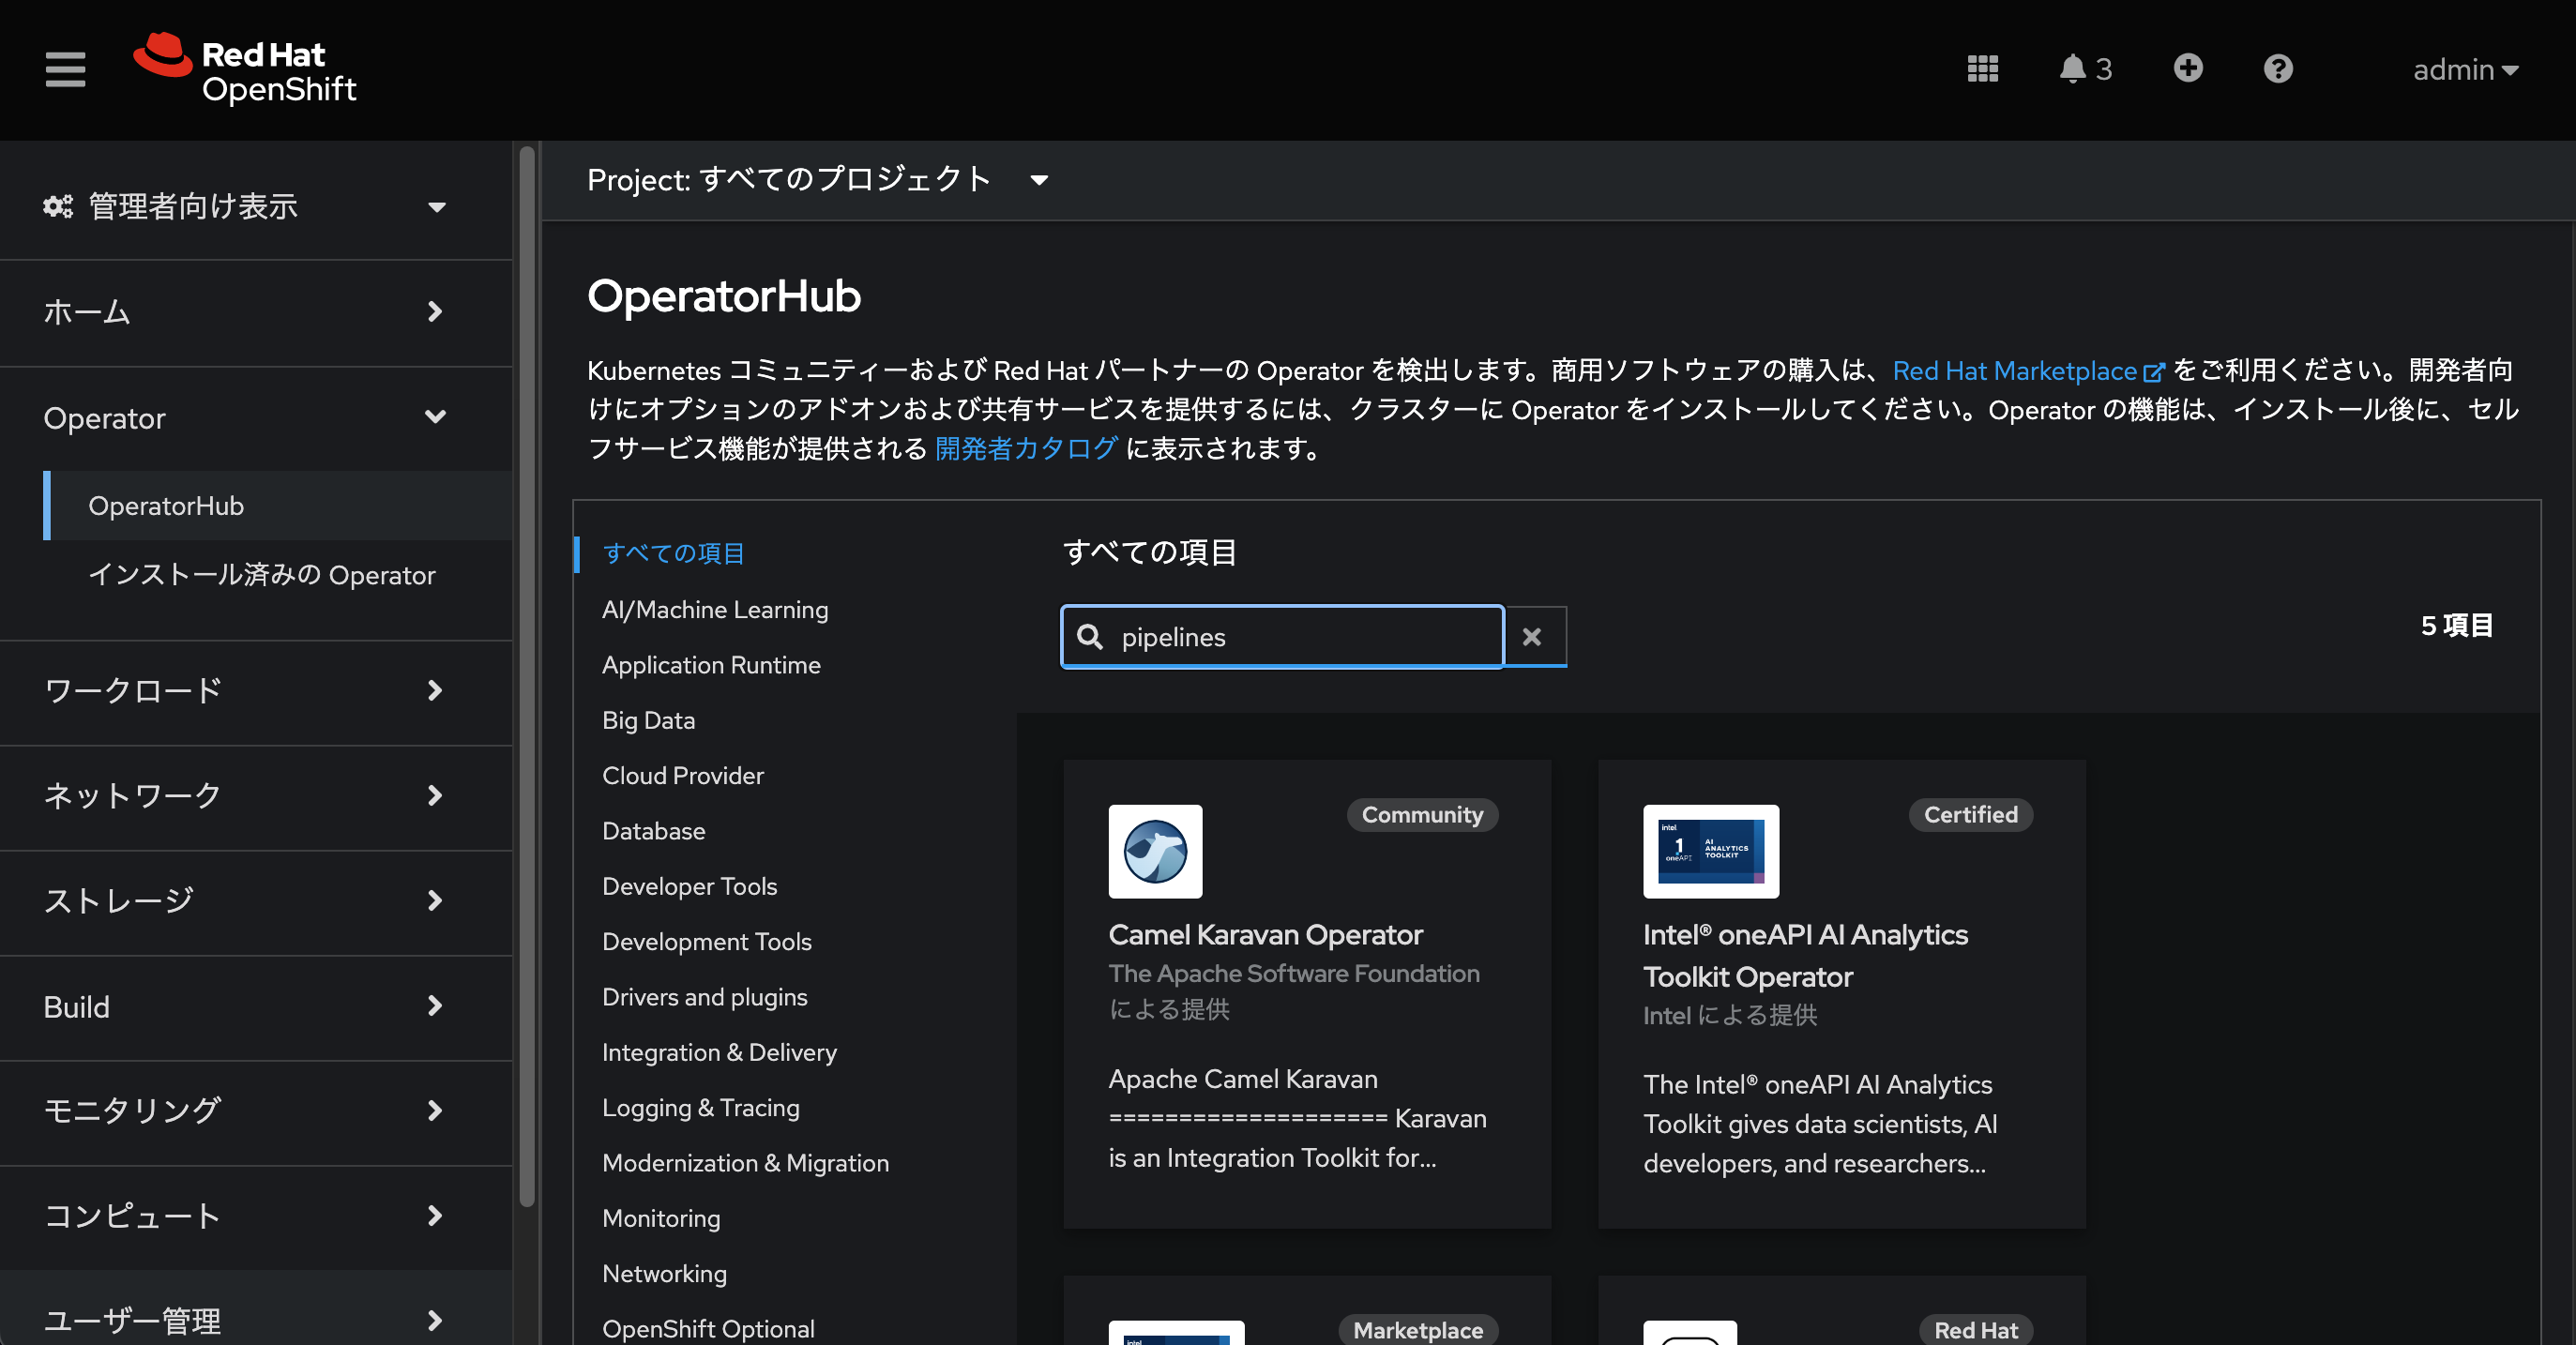 Red Hat
OpenShift
3
admin
管理者向け表示
ホーム
Operator
OperatorHub
インストール済みの Operator
ワークロード
ネットワーク
ストレージ
Build
モニタリング
コンピュート
ユーザー管理
Project: すべてのプロジェクト
OperatorHub
Kubernetes コミュニティーおよび Red Hat パートナーの Operator を検出します。商用ソフトウェアの購入は、Red Hat Marketplace をご利用ください。開発者向
けにオプションのアドオンおよび共有サービスを提供するには、クラスターに Operator をインストールしてください。Operator の機能は、インストール後に、セル
フサービス機能が提供される 開発者カタログ に表示されます。
すべての項目
AI/Machine Learning
Application Runtime
Big Data
Cloud Provider
Database
Developer Tools
Development Tools
Drivers and plugins
Integration & Delivery
Logging & Tracing
Modernization & Migration
Monitoring
Networking
OpenShift Optional
すべての項目
pipelines
5 項目
Community
Camel Karavan Operator
The Apache Software Foundation
による提供
Apache Camel Karavan
==================== Karavan
is an Integration Toolkit for...
Certified
intel
1
oneAPI
AI
ANALYTICS
TOOLKIT
Intel® oneAPI AI Analytics
Toolkit Operator
Intel による提供
The Intel® oneAPI AI Analytics
Toolkit gives data scientists, AI
developers, and researchers...
Marketplace
intel
Red Hat